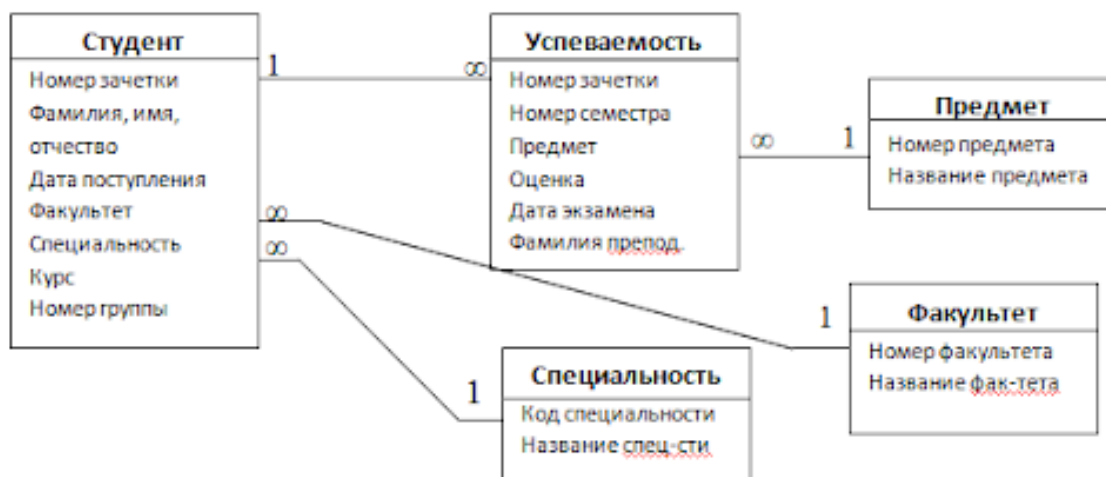 Студент
Номер зачетки
Фамилия, имя,
отчество
Дата поступления
Факультет
Специальность
Курс
Номер группы
1
∞
Успеваемость
Номер зачетки
Номер семестра
Предмет
Оценка
Дата экзамена
Фамилия препод.
∞
1
Предмет
Номер предмета
Название предмета
∞
∞
1
Факультет
Номер факультета
Название фак-тета
1
Специальность
Код специальности
Название спец-сти